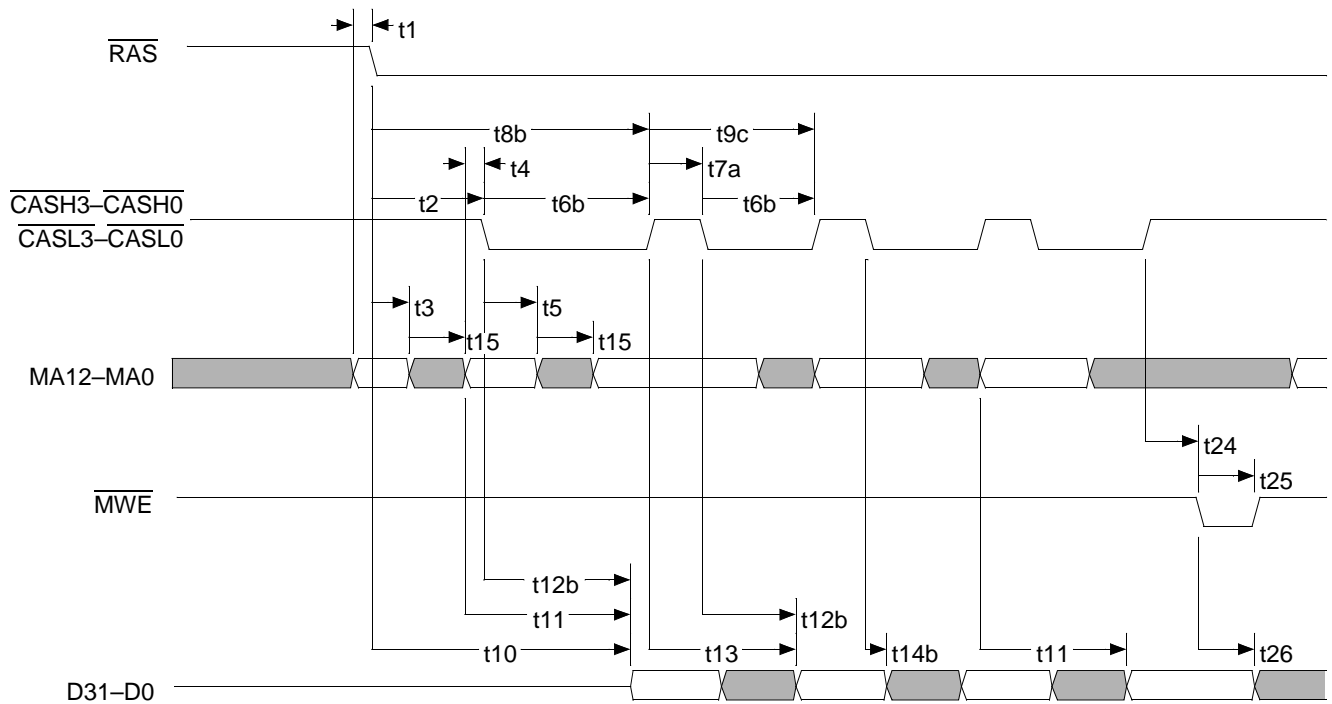 t1
RAS
t8b t9c
t4 t7a
CASH3–CASH0 t2 t6b t6b
CASL3–CASL0
t3 t5
t15 t15
MA12–MA0
t24
t25
MWE
t12b
t11 t12b
t10 t13 t14b t11 t26
D31–D0